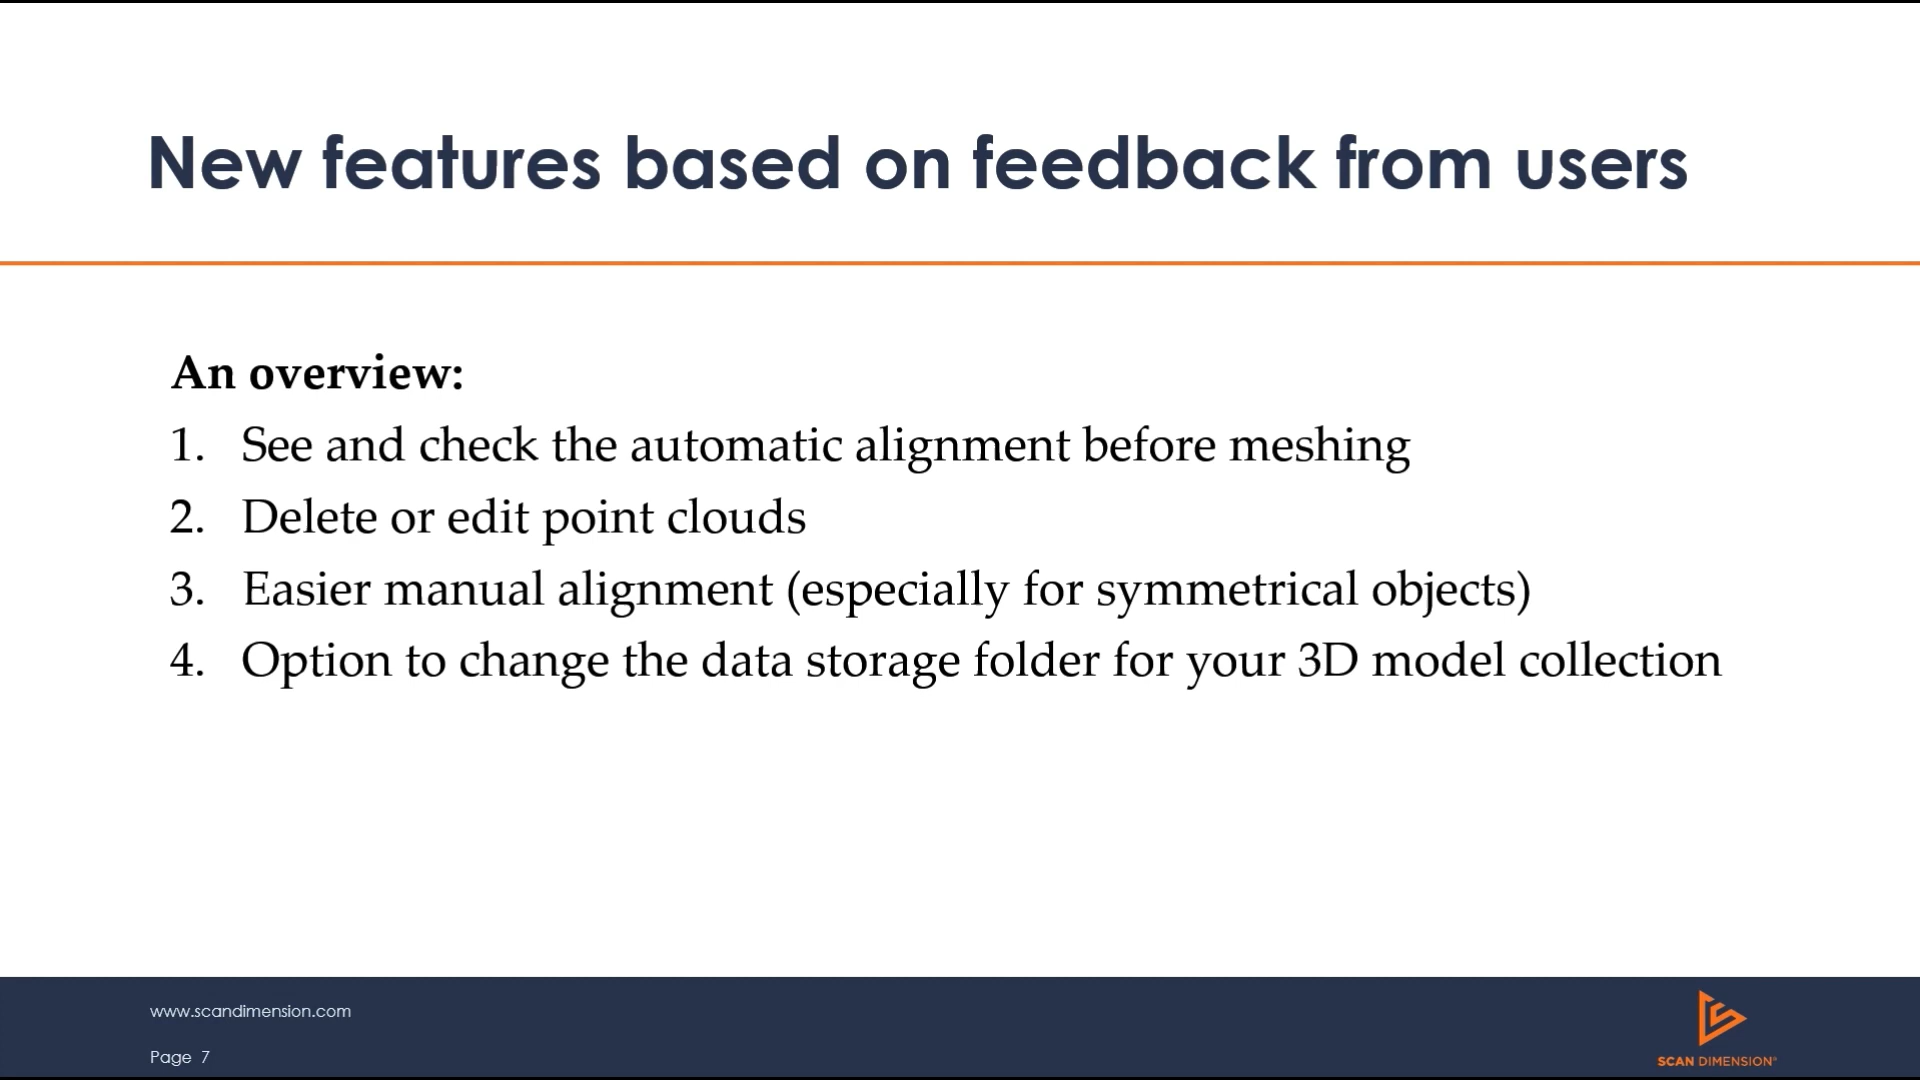 New features based on feedback from users
An overview:
1. See and check the automatic alignment before meshing
2. Delete or edit point clouds
3. Easier manual alignment (especially for symmetrical objects)
4. Option to change the data storage folder for your 3D model collection
www.scandimension.com
Page 7
SCAN DIMENSION®